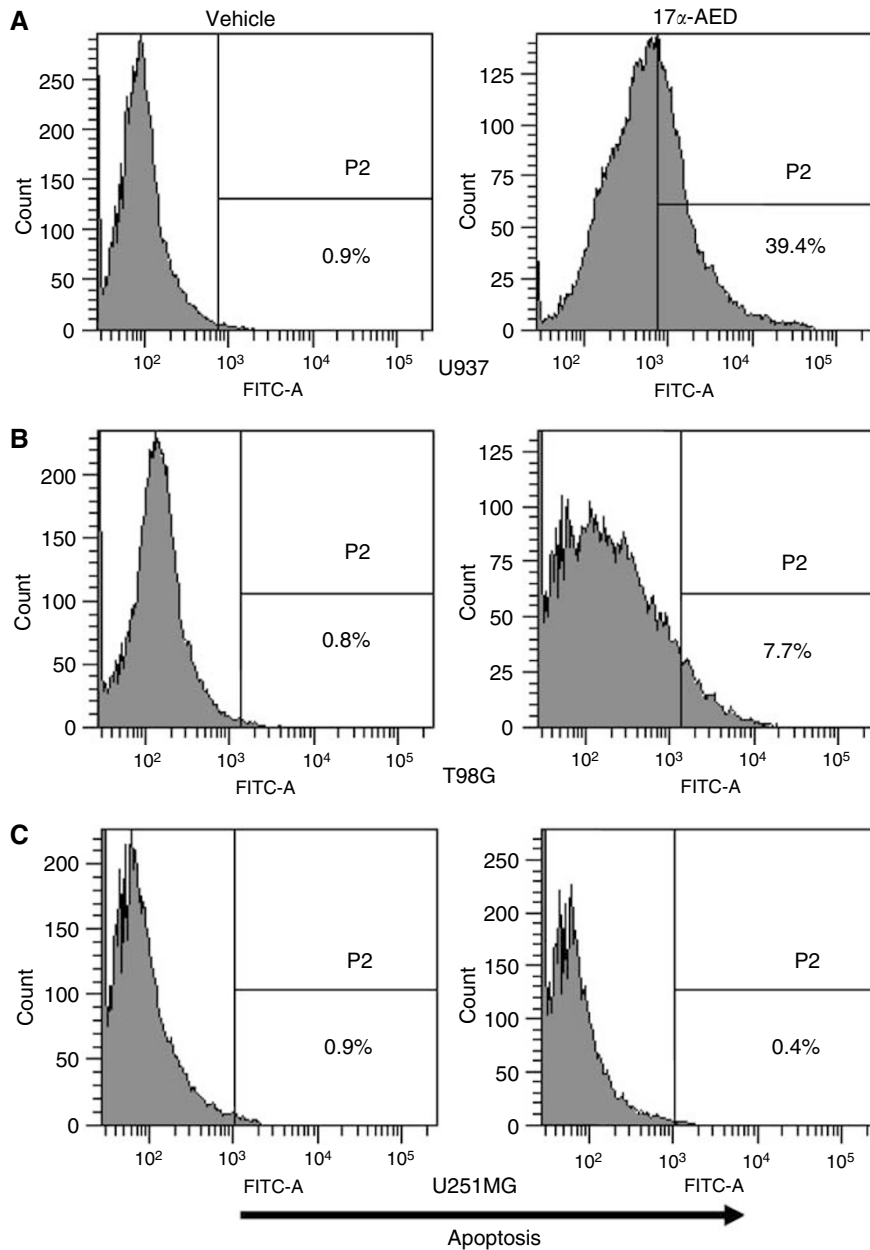 Vehicle
17α-AED
A
250
200
150
100
50
0
Count
P2
0.9%
10²
10³
10⁴
10⁵
FITC-A
125
100
75
50
25
0
Count
P2
39.4%
10²
10³
10⁴
10⁵
FITC-A
U937
B
200
150
100
50
0
Count
P2
0.8%
10²
10³
10⁴
10⁵
FITC-A
125
100
75
50
25
0
Count
P2
7.7%
10²
10³
10⁴
10⁵
FITC-A
T98G
C
200
150
100
50
0
Count
P2
0.9%
10²
10³
10⁴
10⁵
FITC-A
250
200
150
100
50
0
Count
P2
0.4%
10²
10³
10⁴
10⁵
FITC-A
U251MG
Apoptosis